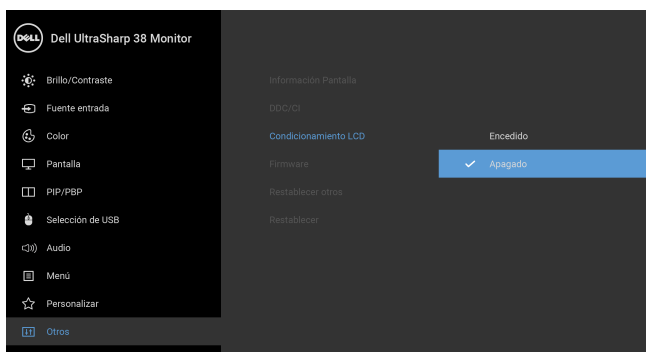 DELL Dell UltraSharp 38 Monitor
Brillo/Contraste
Fuente entrada
Color
Pantalla
PIP/PBP
Selección de USB
Audio
Menú
Personalizar
Otros
Información Pantalla
DDC/CI
Condicionamiento LCD
Firmware
Restablecer otros
Restablecer
Encedido
Apagado